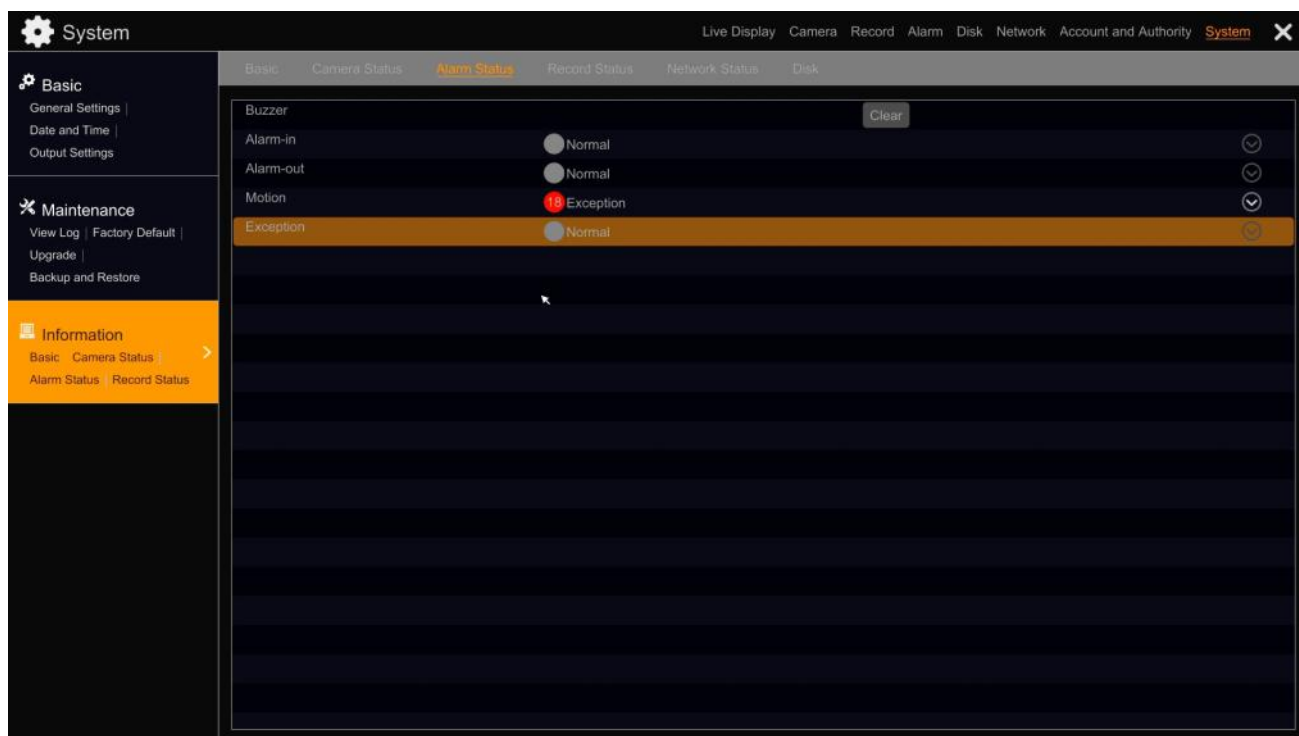 System
Live Display Camera Record Alarm Disk Network Account and Authority System
Basic
General Settings |
Date and Time |
Output Settings
Maintenance
View Log | Factory Default |
Upgrade |
Backup and Restore
Information
Basic Camera Status |
Alarm Status | Record Status
Basic Camera Status Alarm Status Record Status Network Status Disk
Buzzer Clear
Alarm-in Normal
Alarm-out Normal
Motion 18 Exception
Exception Normal